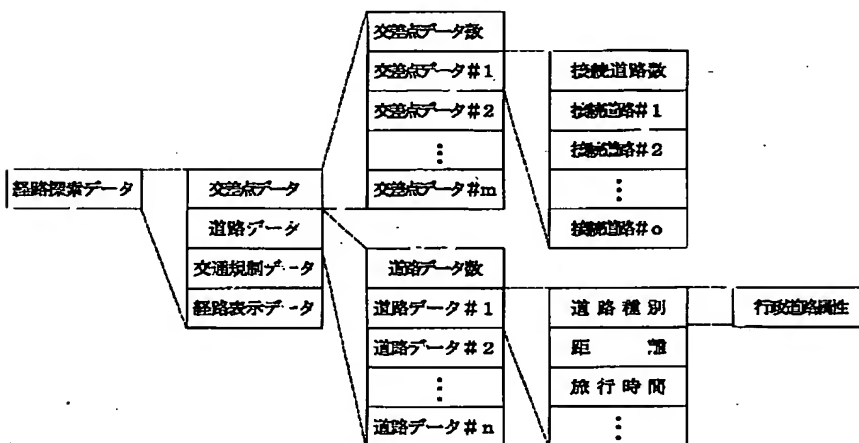 経路探索データ
交差点データ
道路データ
交通規制データ
経路表示データ
交差点データ数
交差点データ#1
交差点データ#2
⋮
交差点データ#m
接続道路数
接続道路#1
接続道路#2
⋮
接続道路#o
道路データ数
道路データ#1
道路データ#2
⋮
道路データ#n
道路種別
距離
旅行時間
⋮
行政道路属性